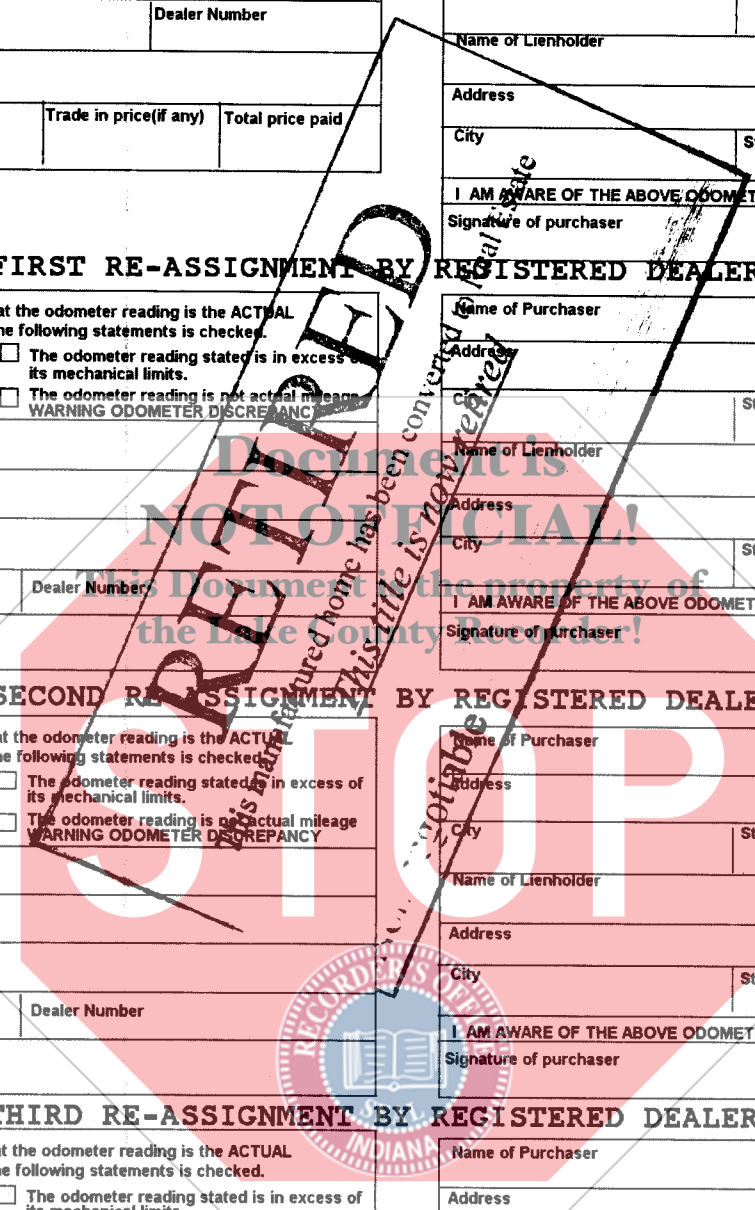 Dealer Number
Trade in price(if any)
Total price paid
Name of Lienholder
Address
City
I AM AWARE OF THE ABOVE ODOMET
Signature of purchaser
FIRST RE-ASSIGNMENT BY REGISTERED DEALER
at the odometer reading is the ACTUAL
he following statements is checked.
The odometer reading stated is in excess of
its mechanical limits.
The odometer reading is not actual mileage
WARNING ODOMETER DISCREPANCY
Dealer Number
Name of Purchaser
Address
City
St
Name of Lienholder
Address
City
St
I AM AWARE OF THE ABOVE ODOMET
Signature of purchaser
RETIRED
This manufactured home has been converted to Real Estate
This title is now retired
negotiable
Document is
NOT OFFICIAL!
This Document is the property of
the Lake County Recorder!
STOP
SECOND RE-ASSIGNMENT BY REGISTERED DEALE
at the odometer reading is the ACTUAL
he following statements is checked.
The odometer reading stated is in excess of
its mechanical limits.
The odometer reading is not actual mileage
WARNING ODOMETER DISCREPANCY
Dealer Number
Name of Purchaser
Address
City
St
Name of Lienholder
Address
City
St
I AM AWARE OF THE ABOVE ODOMET
Signature of purchaser
RECORDER'S OFFICE
SEAL
INDIANA
THIRD RE-ASSIGNMENT BY REGISTERED DEALER
at the odometer reading is the ACTUAL
he following statements is checked.
The odometer reading stated is in excess of
its mechanical limits.
Name of Purchaser
Address